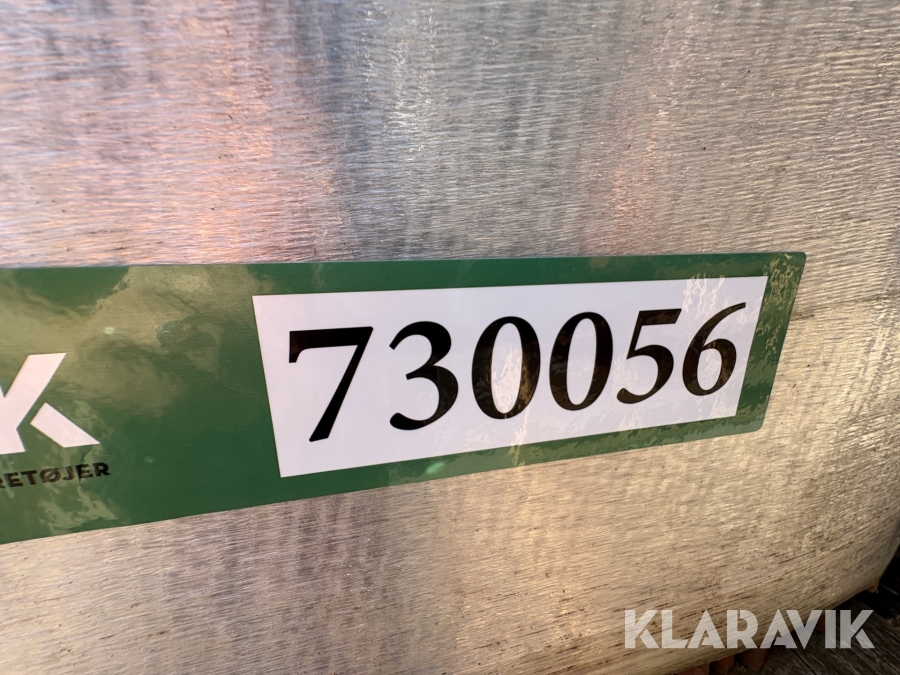 K
RETØJER
730056
KLARAVIK